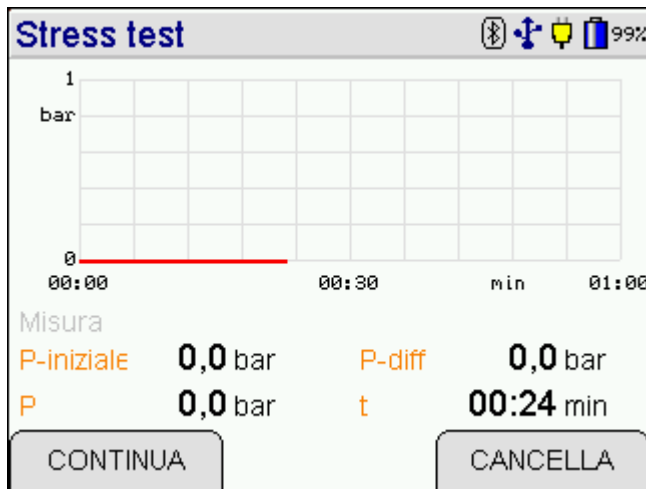 Stress test 99%
1
bar
0
00:00 00:30 min 01:00
Misura
P-iniziale 0,0 bar P-diff 0,0 bar
P 0,0 bar t 00:24 min
CONTINUA CANCELLA